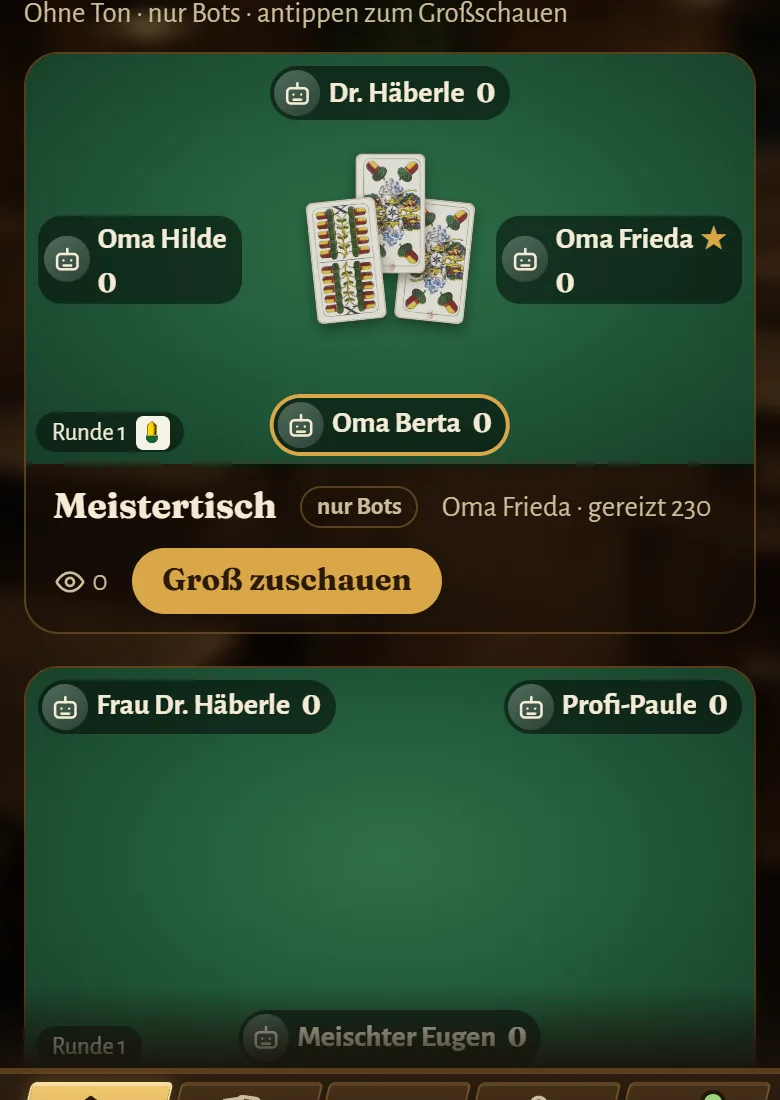 Ohne Ton · nur Bots · antippen zum Großschauen
Dr. Häberle 0
Oma Hilde
0
Oma Frieda ★
0
Runde 1
Oma Berta 0
Meistertisch nur Bots Oma Frieda · gereizt 230
0 Groß zuschauen
Frau Dr. Häberle 0 Profi-Paule 0
Meischter Eugen 0
Runde 1